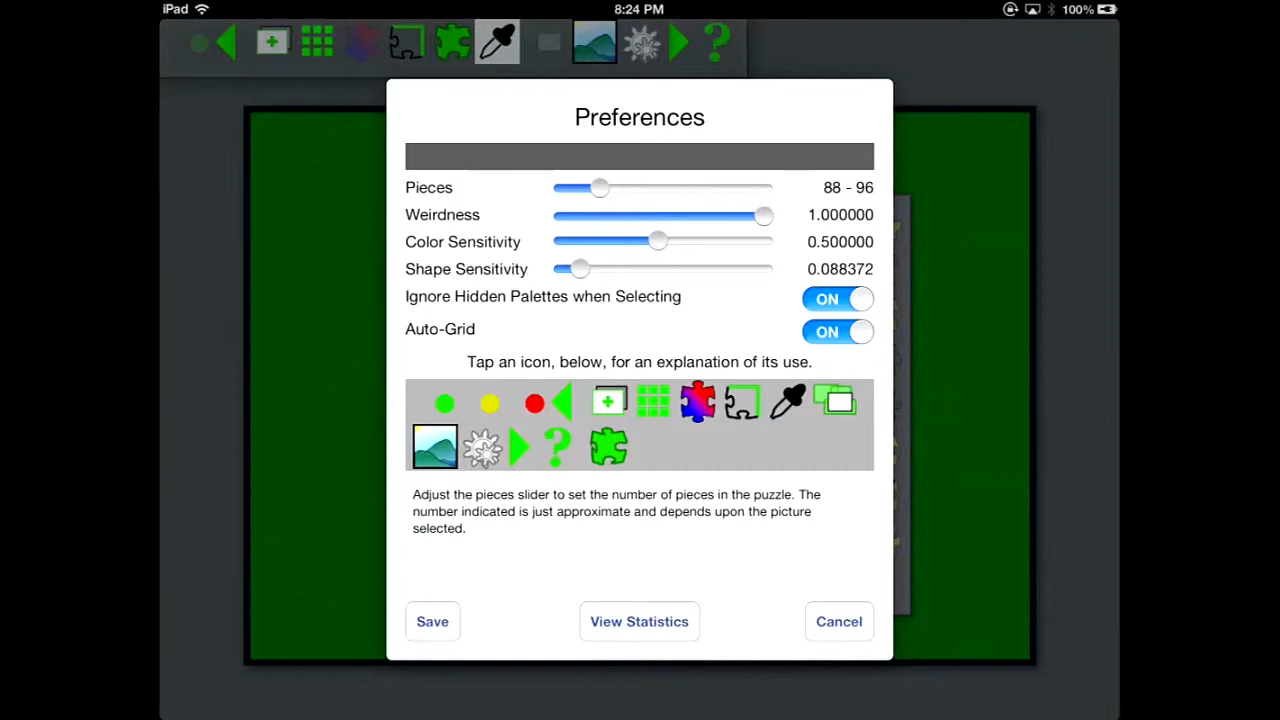 iPad 8:24 PM 100%
?
Preferences
Pieces 88 - 96
Weirdness 1.000000
Color Sensitivity 0.500000
Shape Sensitivity 0.088372
Ignore Hidden Palettes when Selecting ON
Auto-Grid ON
Tap an icon, below, for an explanation of its use.
?
Adjust the pieces slider to set the number of pieces in the puzzle. The
number indicated is just approximate and depends upon the picture
selected.
Save View Statistics Cancel